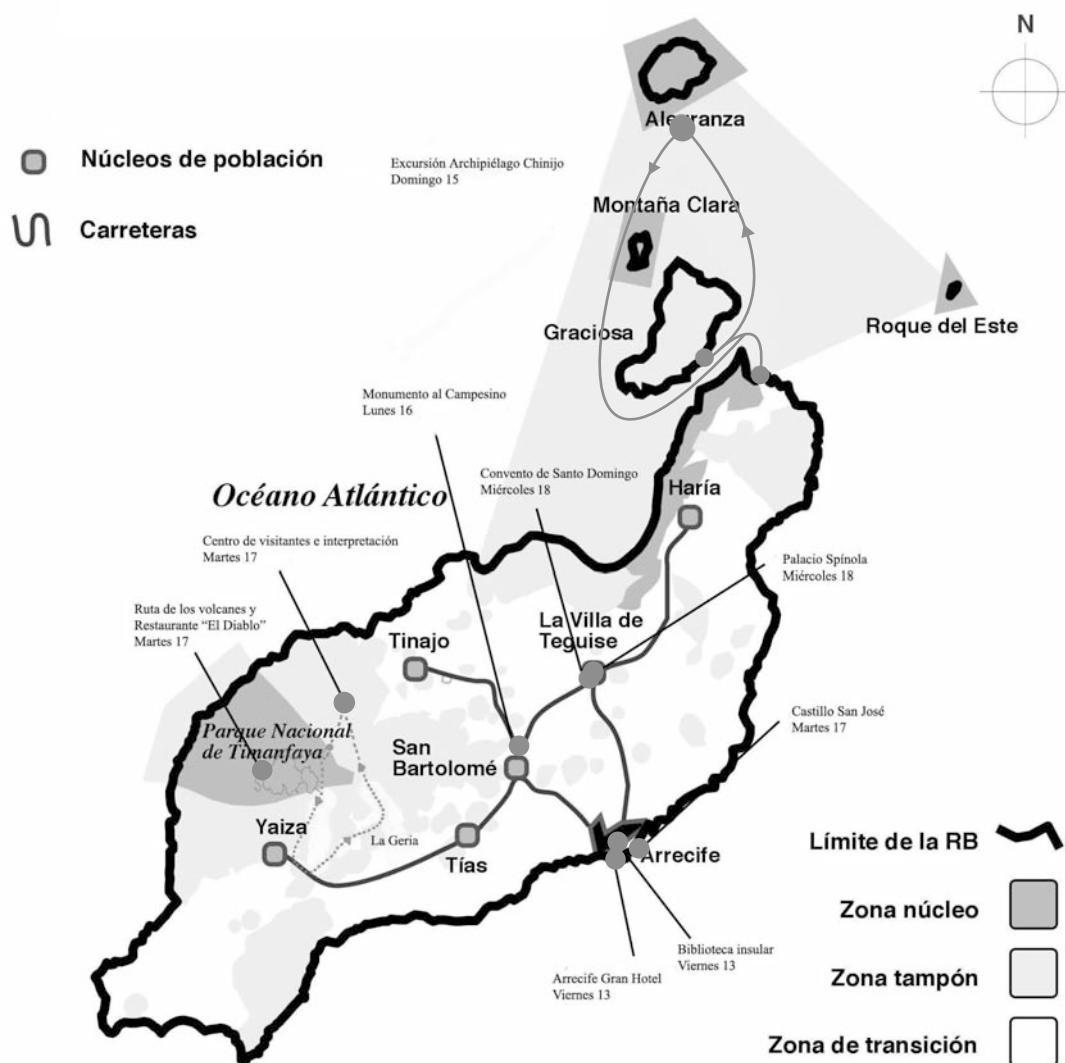 N
Alegranza
Núcleos de población
Excursión Archipiélago Chinijo
Domingo 15
Montaña Clara
Carreteras
Graciosa
Roque del Este
Monumento al Campesino
Lunes 16
Convento de Santo Domingo
Miércoles 18
Haría
Océano Atlántico
Centro de visitantes e interpretación
Martes 17
Palacio Spínola
Miércoles 18
Ruta de los volcanes y
Restaurante “El Diablo”
Martes 17
La Villa de
Teguise
Tinajo
Castillo San José
Martes 17
Parque Nacional
de Timanfaya
San
Bartolomé
Yaiza
La Geria
Tías
Arrecife
Límite de la RB
Zona núcleo
Biblioteca insular
Viernes 13
Arrecife Gran Hotel
Viernes 13
Zona tampón
Zona de transición